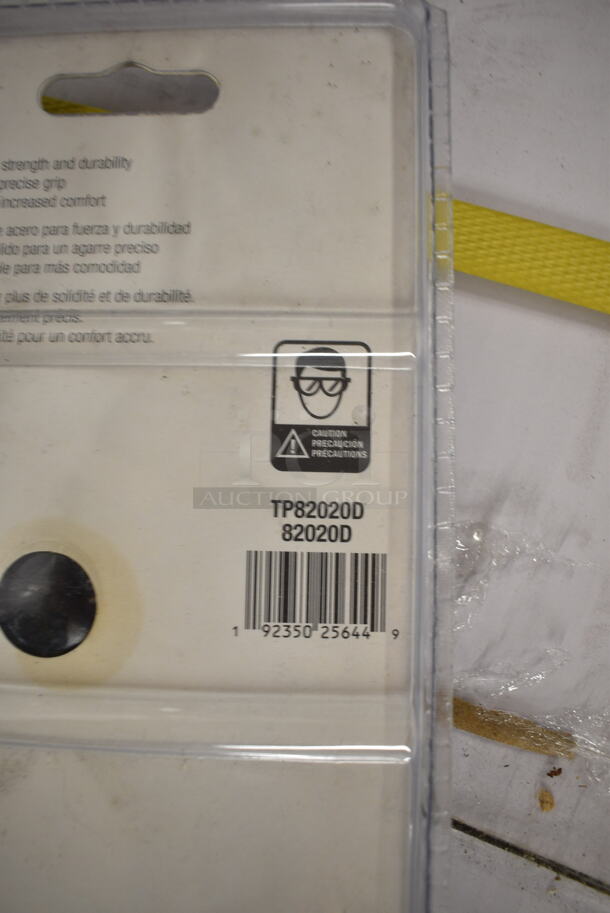 strength and durability
precise grip
increased comfort
acero para fuerza y durabilidad
lido para un agarre preciso
le para más comodidad
plus de solidité et de durabilité.
ement précis.
ité pour un confort accru.
CAUTION
PRECAUCIÓN
PRÉCAUTIONS
PCI
AUCTION GROUP
TP82020D
82020D
1 92350 25644 9